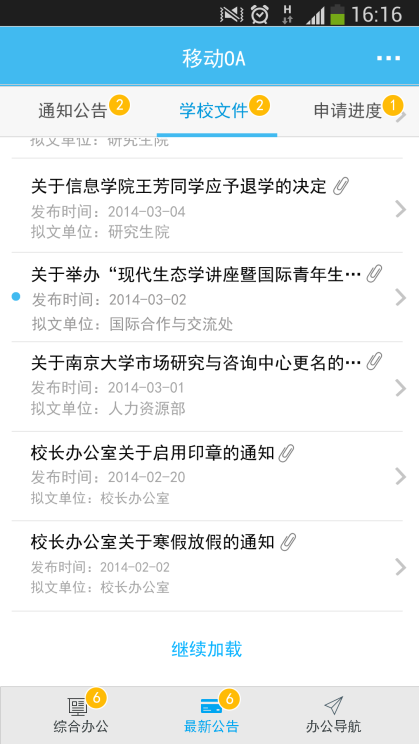 H 16:16
移动OA
通知公告 2 学校文件 2 申请进度 1
拟文单位：研究生院
关于信息学院王芳同学应予退学的决定
发布时间：2014-03-04
拟文单位：研究生院
关于举办“现代生态学讲座暨国际青年生…
发布时间：2014-03-02
拟文单位：国际合作与交流处
关于南京大学市场研究与咨询中心更名的…
发布时间：2014-03-01
拟文单位：人力资源部
校长办公室关于启用印章的通知
发布时间：2014-02-20
拟文单位：校长办公室
校长办公室关于寒假放假的通知
发布时间：2014-02-02
拟文单位：校长办公室
继续加载
6 6
综合办公 最新公告 办公导航